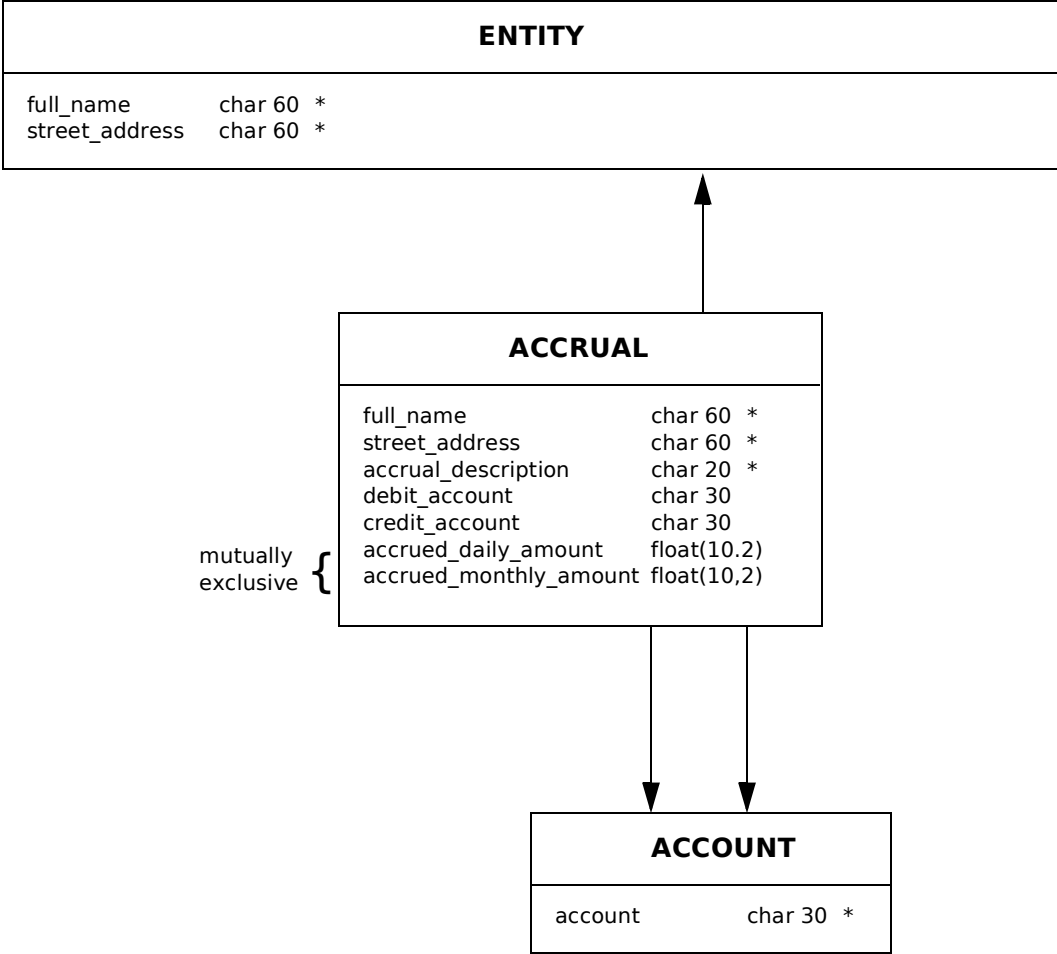 ENTITY
full_name char 60 *
street_address char 60 *
ACCRUAL
full_name char 60 *
street_address char 60 *
accrual_description char 20 *
debit_account char 30
credit_account char 30
mutually
exclusive {
accrued_daily_amount float(10.2)
accrued_monthly_amount float(10,2)
ACCOUNT
account char 30 *